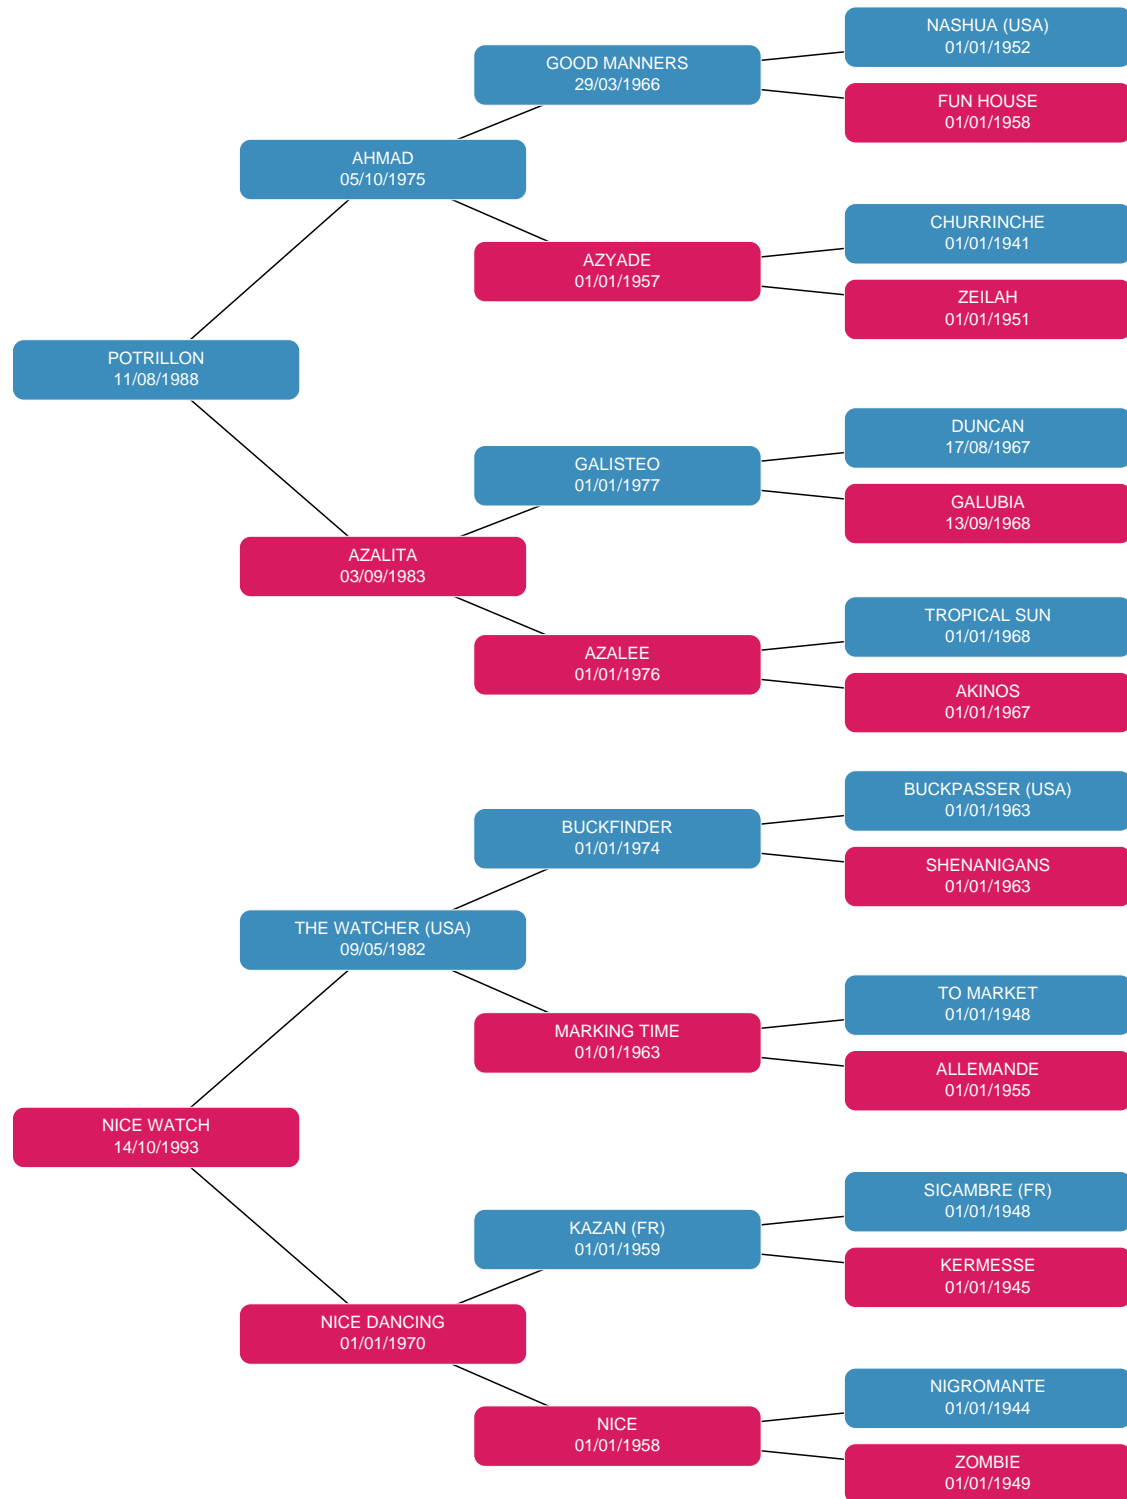 NASHUA (USA)
01/01/1952
GOOD MANNERS
29/03/1966
FUN HOUSE
01/01/1958
AHMAD
05/10/1975
CHURRINCHE
01/01/1941
AZYADE
01/01/1957
ZEILAH
01/01/1951
POTRILLON
11/08/1988
DUNCAN
17/08/1967
GALISTEO
01/01/1977
GALUBIA
13/09/1968
AZALITA
03/09/1983
TROPICAL SUN
01/01/1968
AZALEE
01/01/1976
AKINOS
01/01/1967
BUCKPASSER (USA)
01/01/1963
BUCKFINDER
01/01/1974
SHENANIGANS
01/01/1963
THE WATCHER (USA)
09/05/1982
TO MARKET
01/01/1948
MARKING TIME
01/01/1963
ALLEMANDE
01/01/1955
NICE WATCH
14/10/1993
SICAMBRE (FR)
01/01/1948
KAZAN (FR)
01/01/1959
KERMESSE
01/01/1945
NICE DANCING
01/01/1970
NIGROMANTE
01/01/1944
NICE
01/01/1958
ZOMBIE
01/01/1949